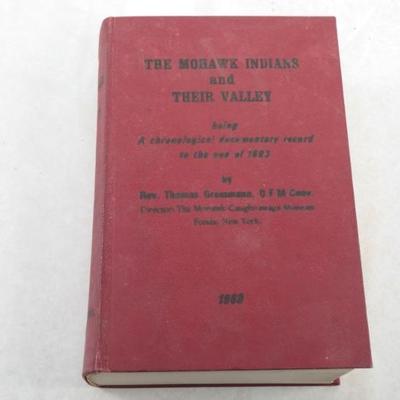 THE MOHAWK INDIANS
and
THEIR VALLEY
being
A chronological documentary record
to the end of 1693
by
Rev. Thomas Grassmann, O F M Conv.
Director: The Mohawk-Caughnawaga Museum
Fonda, New York.
1969